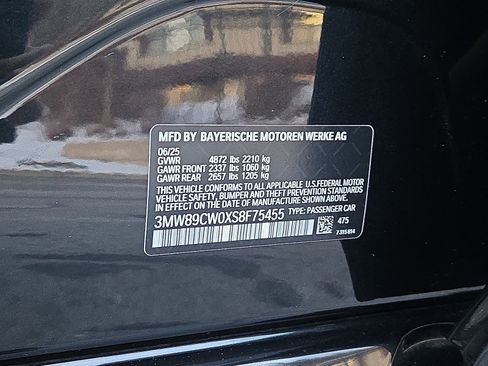 MFD BY BAYERISCHE MOTOREN WERKE AG
06/25
GVWR 4872 lbs 2210 kg
GAWR FRONT 2337 lbs 1060 kg
GAWR REAR 2657 lbs 1205 kg
THIS VEHICLE CONFORMS TO ALL APPLICABLE U.S.FEDERAL MOTOR
VEHICLE SAFETY, BUMPER AND THEFT PREVENTION STANDARDS
IN EFFECT ON THE DATE OF MANUFACTURE SHOWN ABOVE.
3MW89CW0XS8F75455 TYPE: PASSENGER CAR
475
7315814